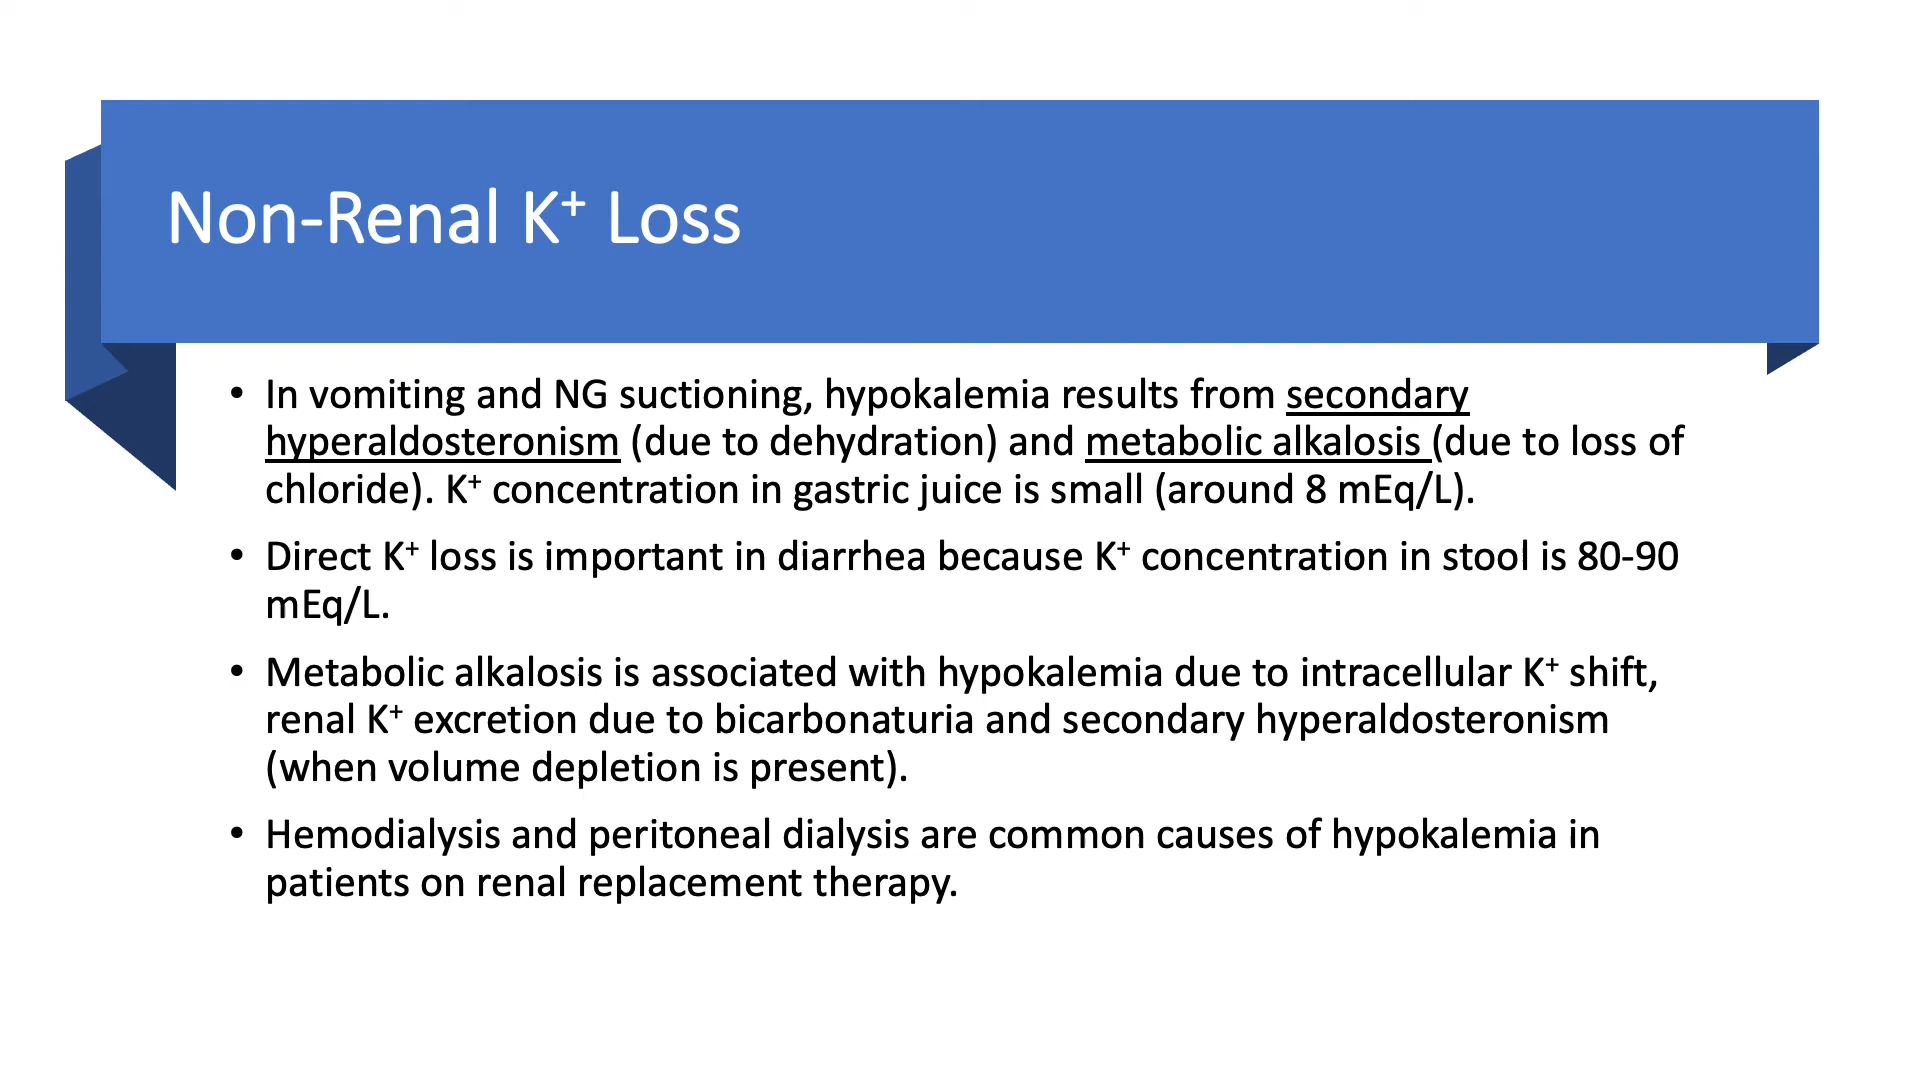 Non-Renal K⁺ Loss
• In vomiting and NG suctioning, hypokalemia results from secondary
hyperaldosteronism (due to dehydration) and metabolic alkalosis (due to loss of
chloride). K⁺ concentration in gastric juice is small (around 8 mEq/L).
• Direct K⁺ loss is important in diarrhea because K⁺ concentration in stool is 80-90
mEq/L.
• Metabolic alkalosis is associated with hypokalemia due to intracellular K⁺ shift,
renal K⁺ excretion due to bicarbonaturia and secondary hyperaldosteronism
(when volume depletion is present).
• Hemodialysis and peritoneal dialysis are common causes of hypokalemia in
patients on renal replacement therapy.